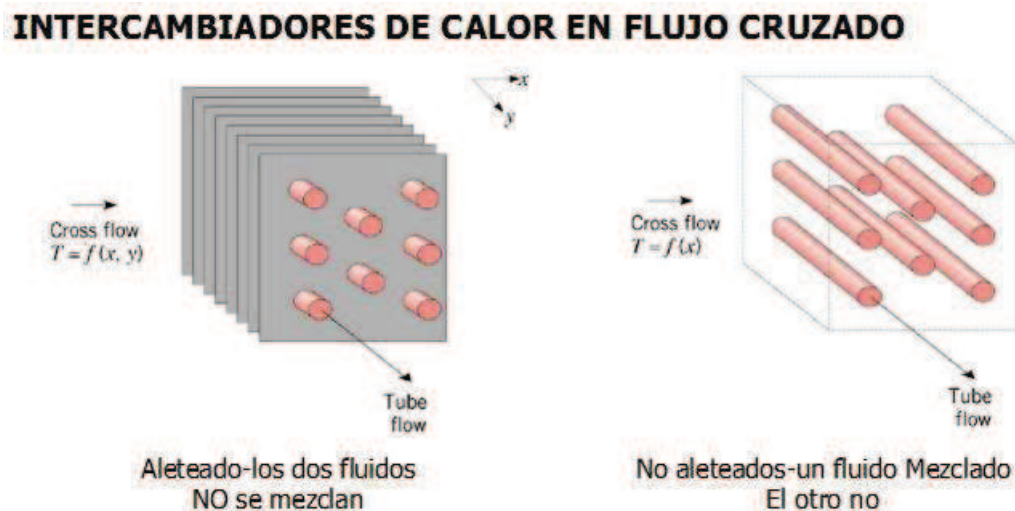 INTERCAMBIADORES DE CALOR EN FLUJO CRUZADO
x
y
Cross flow
T = f(x, y)
Tube
flow
Aleteado-los dos fluidos
NO se mezclan
Cross flow
T = f(x)
Tube
flow
No aleteados-un fluido Mezclado
El otro no